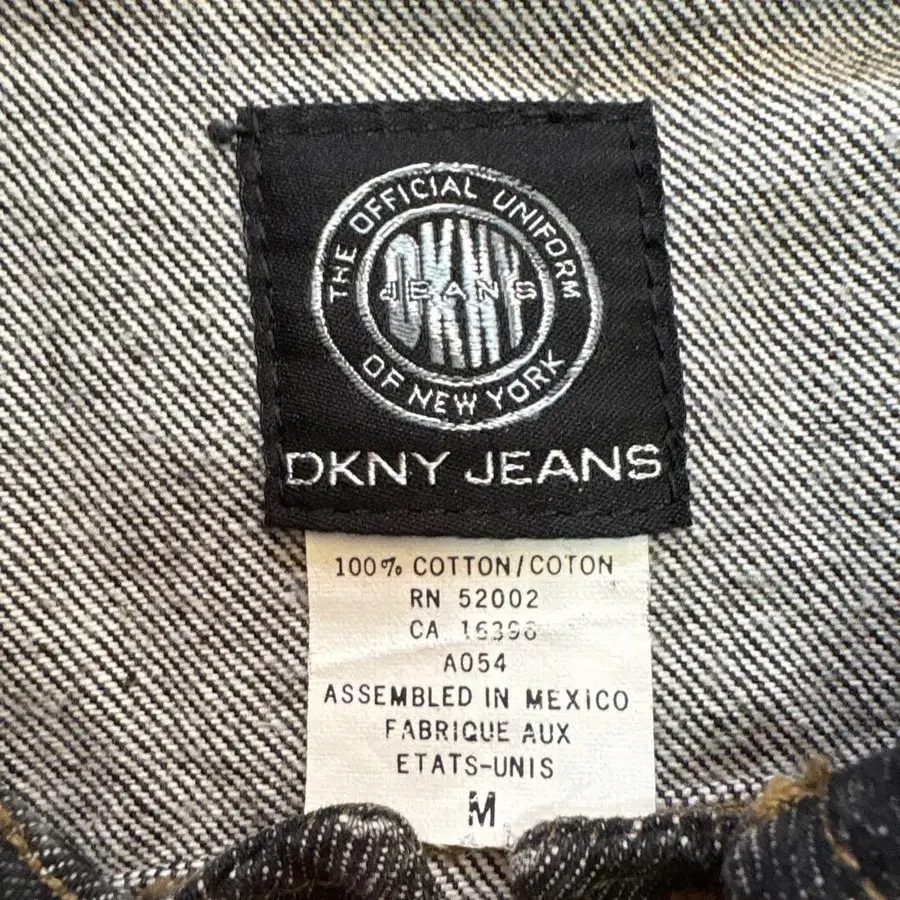 THE OFFICIAL UNIFORM
DKNY
JEANS
OF NEW YORK
DKNY JEANS
100% COTTON/COTON
RN 52002
CA
A054
ASSEMBLED IN MEXICO
FABRIQUE AUX
ETATS-UNIS
M